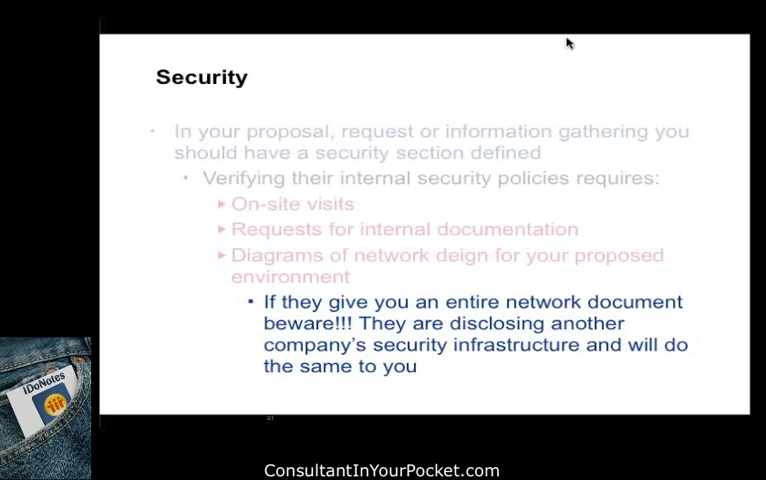 Security
• In your proposal, request or information gathering you
should have a security section defined
• Verifying their internal security policies requires:
► On-site visits
► Requests for internal documentation
► Diagrams of network deign for your proposed
environment
▪ If they give you an entire network document
beware!!! They are disclosing another
company's security infrastructure and will do
the same to you
iDoNotes
21
ConsultantInYourPocket.com